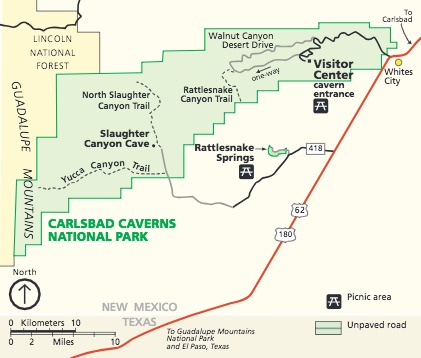 To
Carlsbad
LINCOLN
NATIONAL
FOREST
Walnut Canyon
Desert Drive
one-way
Visitor
Center
cavern
entrance
Whites
City
North Slaughter
Canyon Trail
Rattlesnake
Canyon Trail
GUADALUPE MOUNTAINS
Slaughter
Canyon Cave
Rattlesnake
Springs
418
Yucca Canyon Trail
62
180
CARLSBAD CAVERNS
NATIONAL PARK
North
NEW MEXICO
TEXAS
0 Kilometers 10
0 2 Miles 10
To Guadalupe Mountains
National Park
and El Paso, Texas
Picnic area
Unpaved road